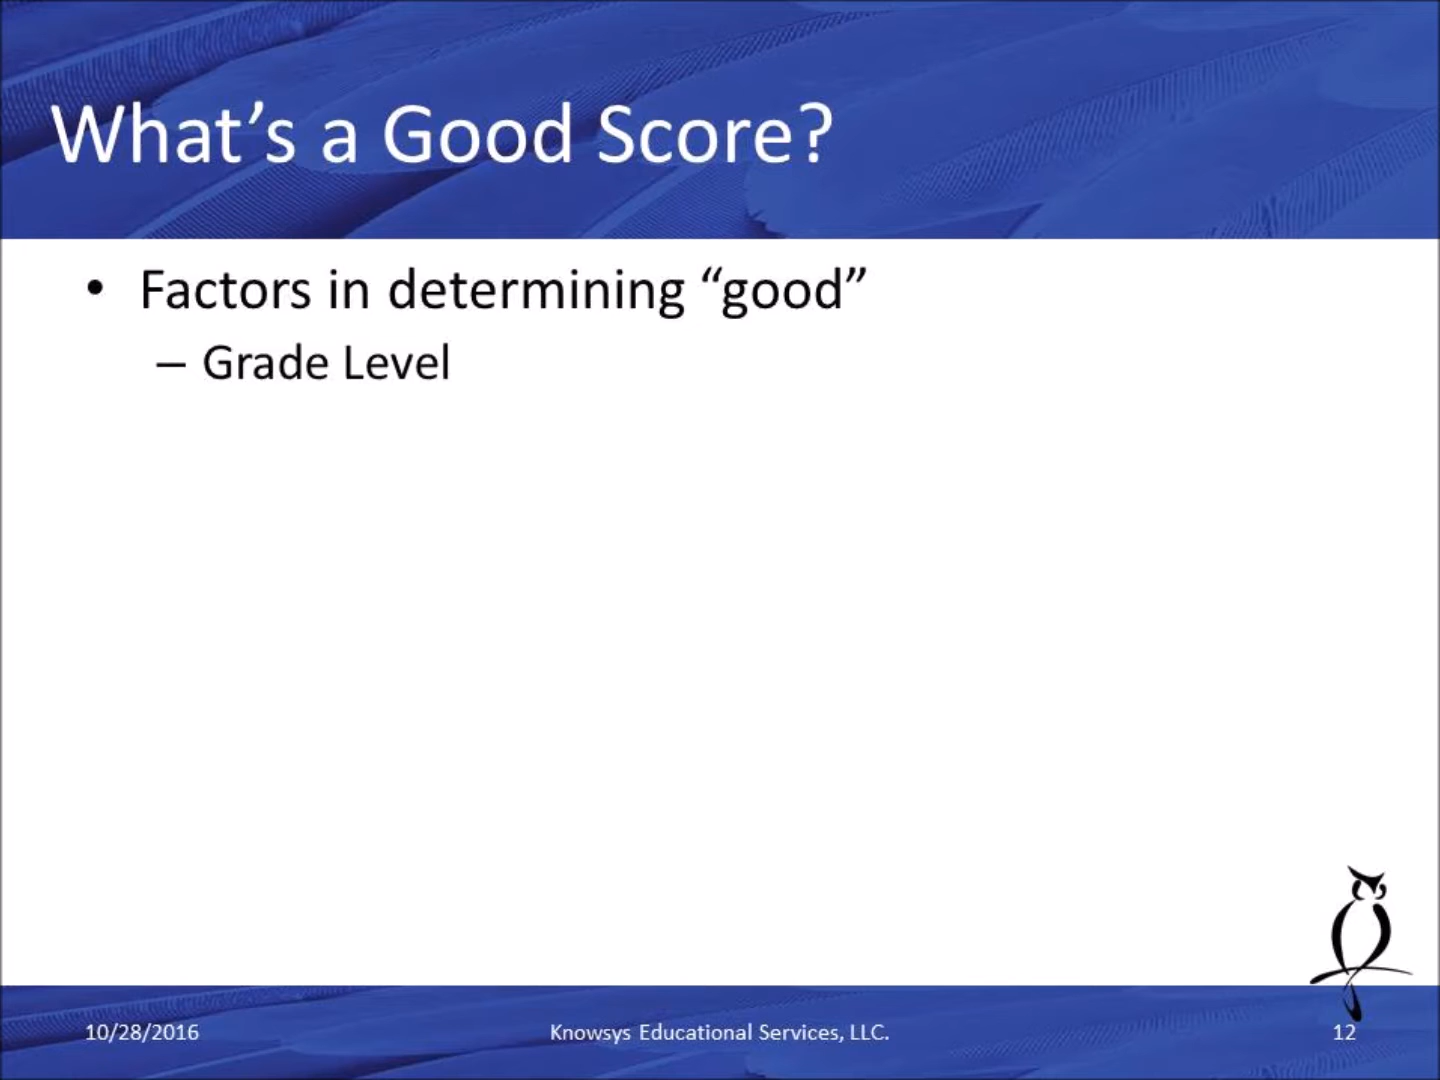 What’s a Good Score?
• Factors in determining “good”
– Grade Level
10/28/2016
Knowsys Educational Services, LLC.
12